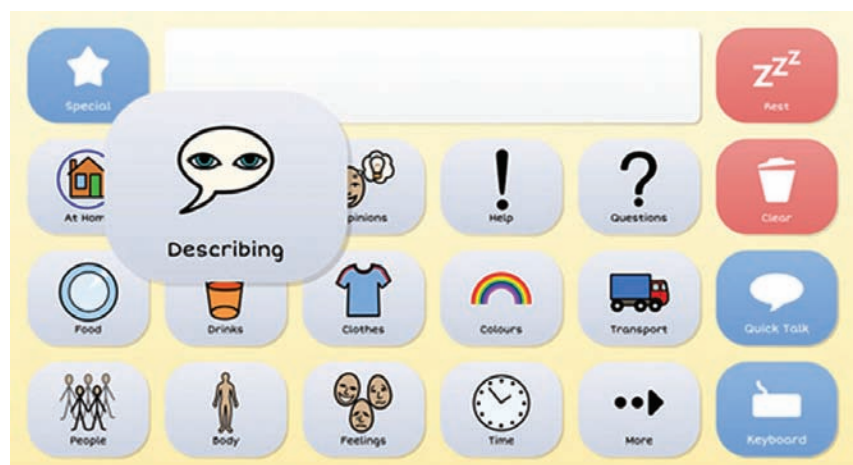 Special
zzz
Rest
At Hom
Describing
pinions
!
Help
?
Questions
Clear
Food
Drinks
Clothes
Colours
Transport
Quick Talk
People
Body
Feelings
Time
More
Keyboard